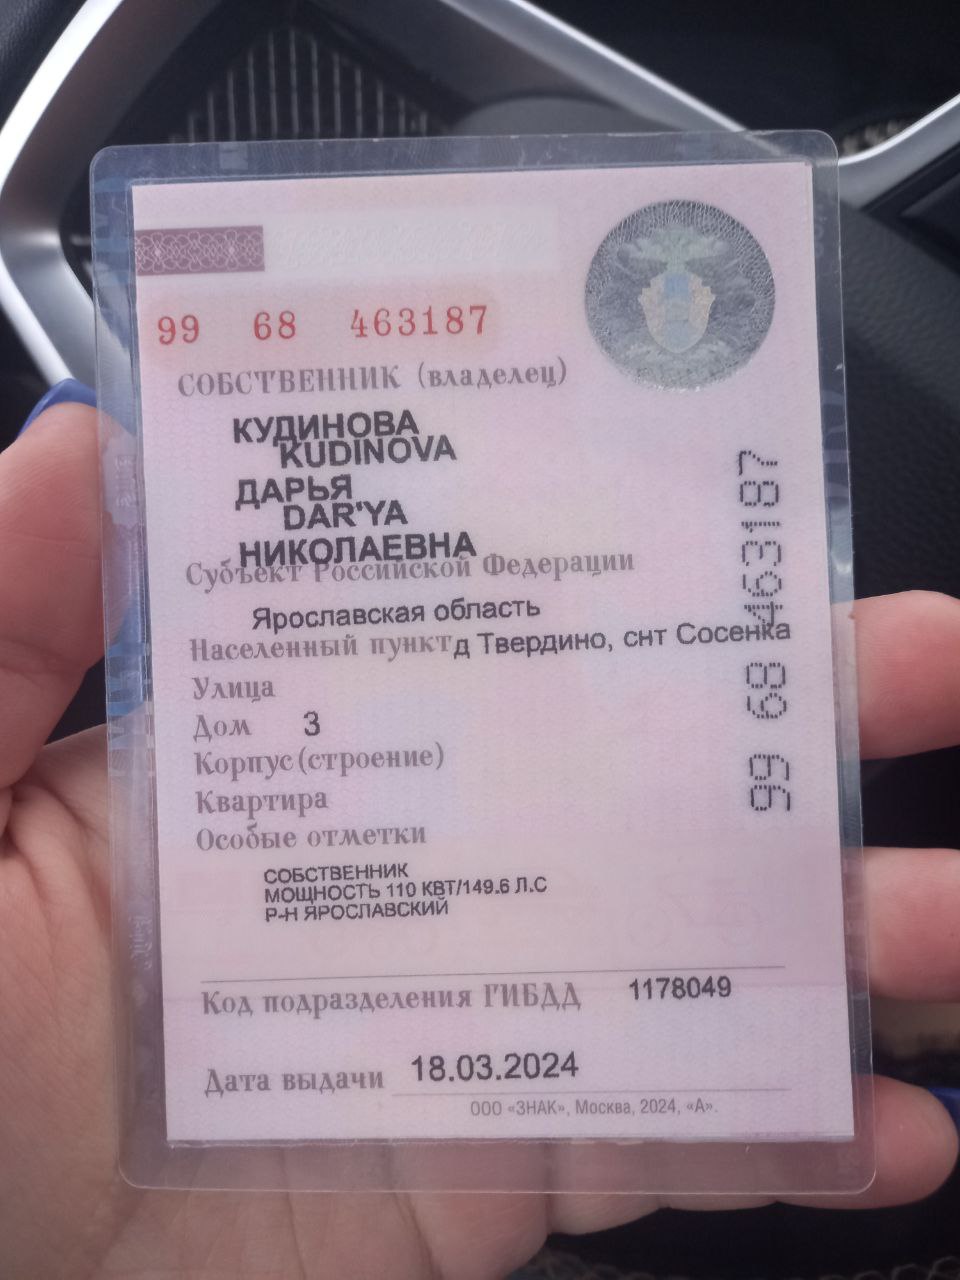 99 68 463187
СОБСТВЕННИК (владелец)
КУДИНОВА
KUDINOVA
ДАРЬЯ
DAR'YA
НИКОЛАЕВНА
Субъект Российской Федерации
Ярославская область
Населенный пункт д Твердино, снт Сосенка
Улица
Дом 3
Корпус (строение)
Квартира
Особые отметки
СОБСТВЕННИК
МОЩНОСТЬ 110 КВТ/149.6 Л.С
Р-Н ЯРОСЛАВСКИЙ
Код подразделения ГИБДД 1178049
Дата выдачи 18.03.2024
ООО «ЗНАК», Москва, 2024, «А».
99 68 463187